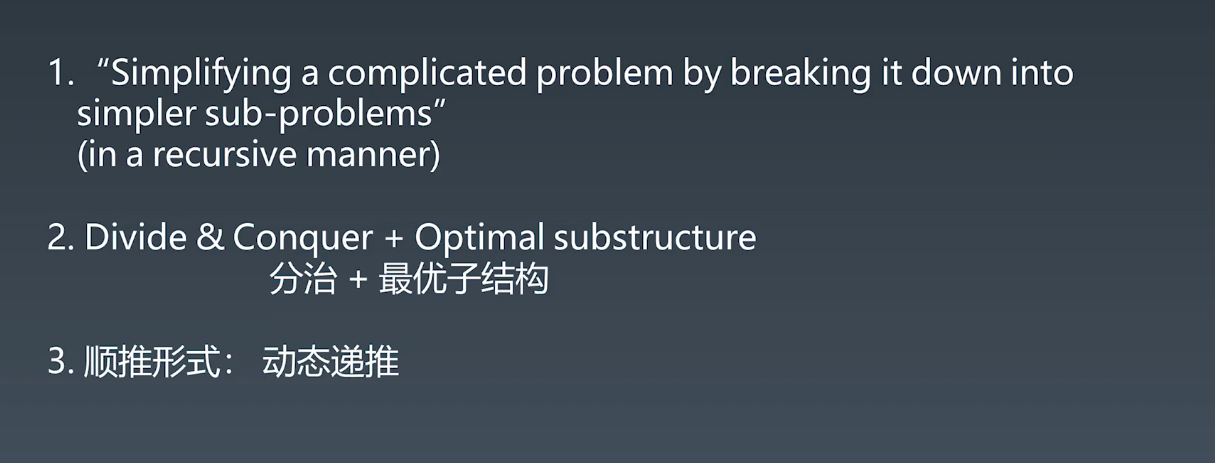 1. “Simplifying a complicated problem by breaking it down into
simpler sub-problems”
(in a recursive manner)
2. Divide & Conquer + Optimal substructure
分治 + 最优子结构
3. 顺推形式： 动态递推